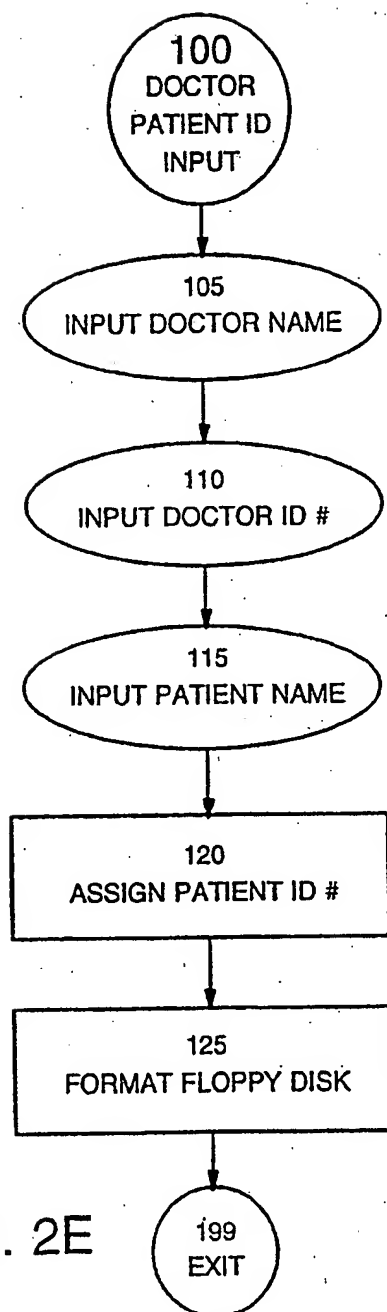 100
DOCTOR
PATIENT ID
INPUT
105
INPUT DOCTOR NAME
110
INPUT DOCTOR ID #
115
INPUT PATIENT NAME
120
ASSIGN PATIENT ID #
125
FORMAT FLOPPY DISK
199
EXIT
. 2E